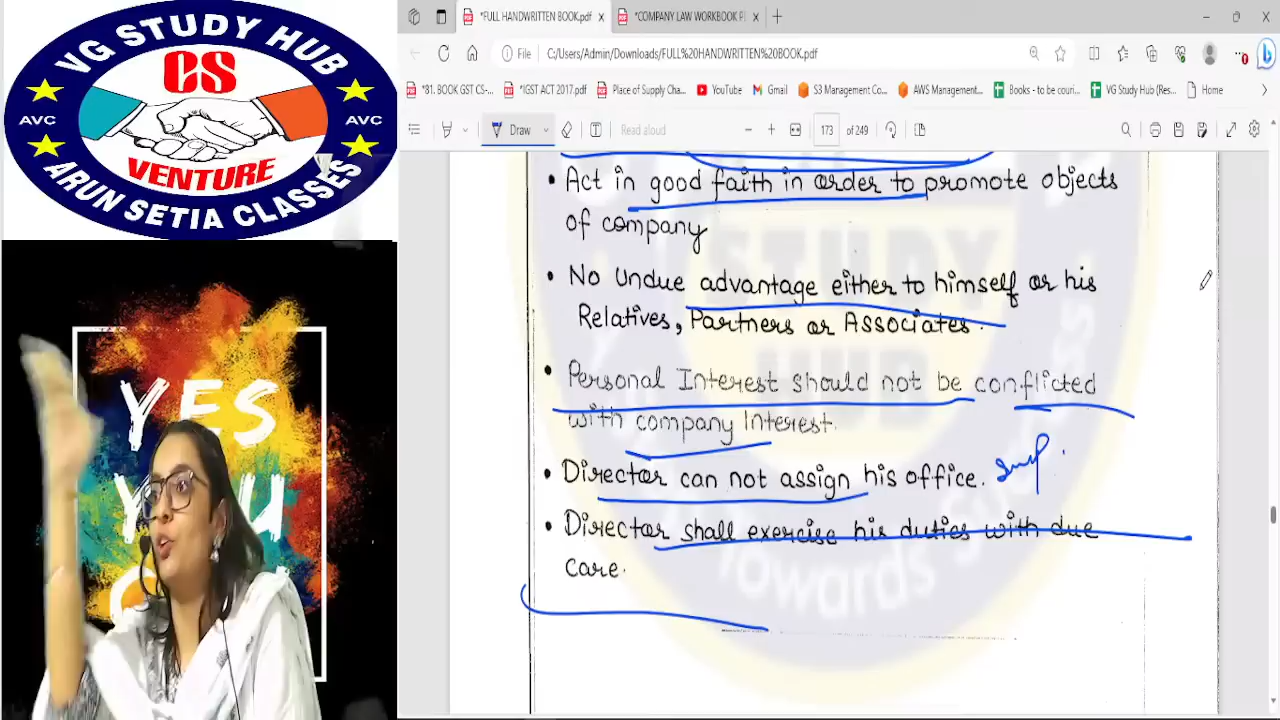 VG STUDY HUB
CS
AVC
AVC
VENTURE
ARUN SETIA CLASSES
YES
YOU
*FULL HANDWRITTEN BOOK.pdf
*COMPANY LAW WORKBOOK P
File
C:/Users/Admin/Downloads/FULL%20HANDWRITTEN%20BOOK.pdf
*B1. BOOK GST CS-...
*IGST ACT 2017.pdf
Place of Supply Cha...
YouTube
Gmail
S3 Management Co...
AWS Management...
Books - to be couri...
VG Study Hub (Res...
Home
Draw
Read aloud
173
of 249
• Act in good faith in order to promote objects
of company
• No Undue advantage either to himself or his
Relatives, Partners or Associates.
• Personal Interest should not be conflicted
with company Interest.
• Director can not assign his office.
• Director shall exercise his duties with due
care.